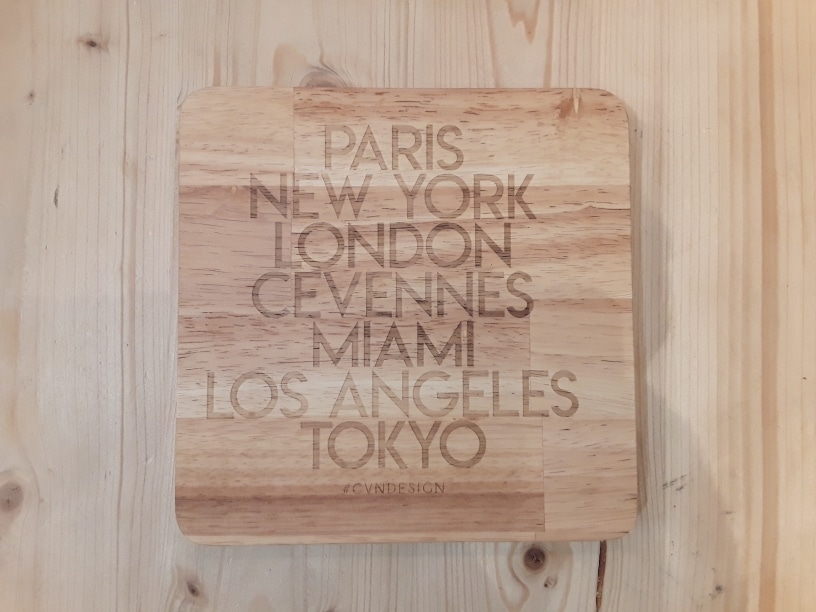 PARIS
NEW YORK
LONDON
CEVENNES
MIAMI
LOS ANGELES
TOKYO
#CVNDESIGN